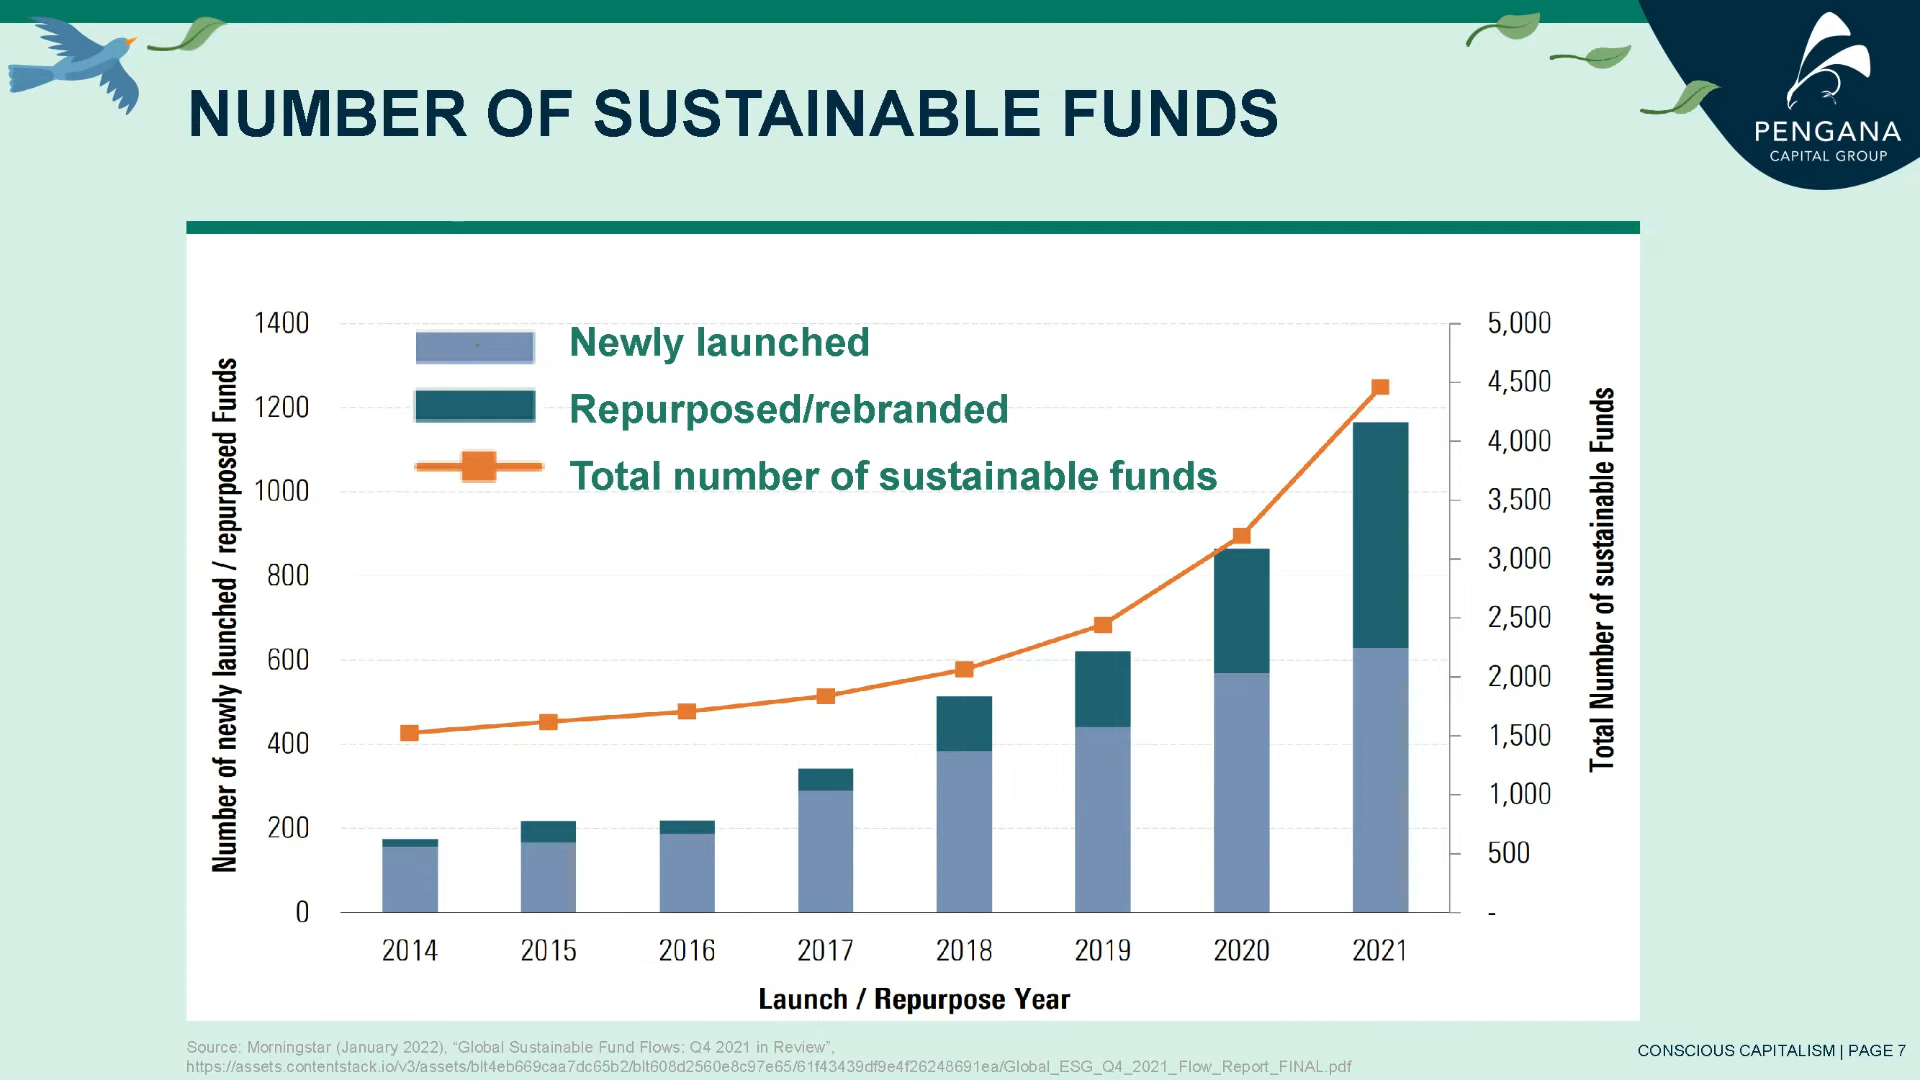 NUMBER OF SUSTAINABLE FUNDS
PENGANA
CAPITAL GROUP
Number of newly launched / repurposed Funds
1400
1200
1000
800
600
400
200
0
Newly launched
Repurposed/rebranded
Total number of sustainable funds
5,000
4,500
4,000
3,500
3,000
2,500
2,000
1,500
1,000
500
-
Total Number of sustainable Funds
2014 2015 2016 2017 2018 2019 2020 2021
Launch / Repurpose Year
Source: Morningstar (January 2022), “Global Sustainable Fund Flows: Q4 2021 in Review”,
https://assets.contentstack.io/v3/assets/blt4eb669caa7dc65b2/blt608d2560e8c97e65/61f43439df9e4f26248691ea/Global_ESG_Q4_2021_Flow_Report_FINAL.pdf
CONSCIOUS CAPITALISM | PAGE 7